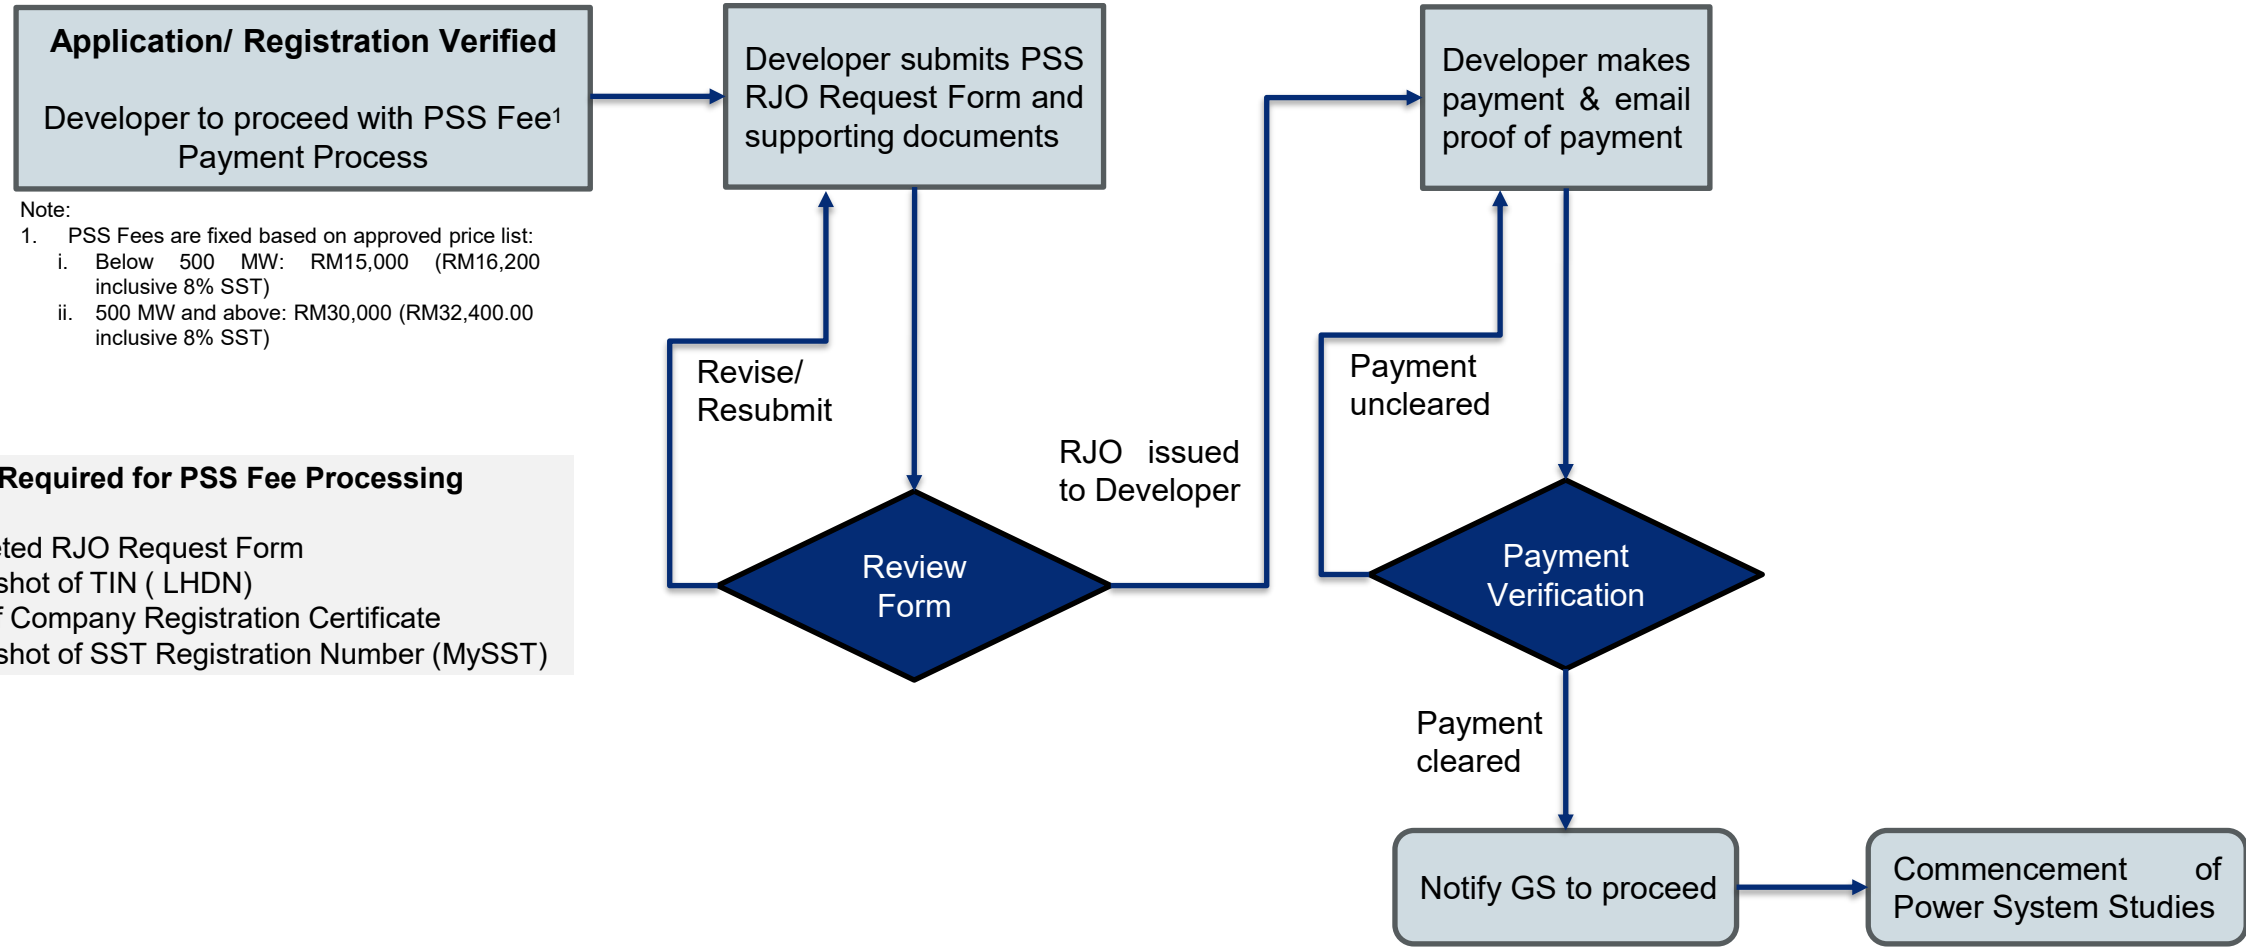 Application/ Registration Verified
Developer to proceed with PSS Fee¹
Payment Process
Note:
1. PSS Fees are fixed based on approved price list:
i. Below 500 MW: RM15,000 (RM16,200
inclusive 8% SST)
ii. 500 MW and above: RM30,000 (RM32,400.00
inclusive 8% SST)
Required for PSS Fee Processing
RJO Request Form
of TIN ( LHDN)
Company Registration Certificate
of SST Registration Number (MySST)
Developer submits PSS
RJO Request Form and
supporting documents
Revise/
Resubmit
Review
Form
RJO issued
to Developer
Developer makes
payment & email
proof of payment
Payment
uncleared
Payment
Verification
Payment
cleared
Notify GS to proceed
Commencement of
Power System Studies